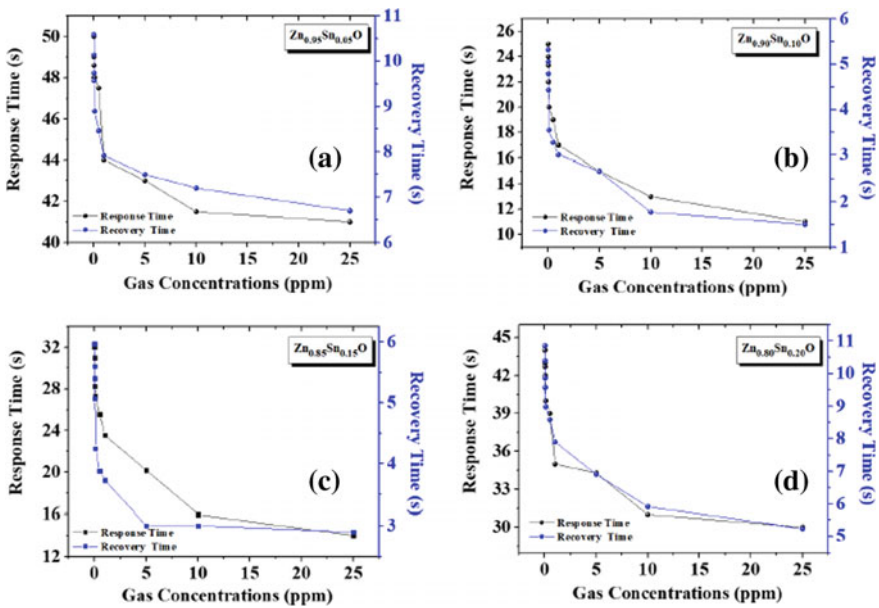 Zn0.95Sn0.05O
(a)
Response Time (s)
50
48
46
44
42
40
11
10
9
8
7
6
Recovery Time (s)
Response Time
Recovery Time
0 5 10 15 20 25
Gas Concentrations (ppm)
Zn0.90Sn0.10O
(b)
Response Time (s)
26
24
22
20
18
16
14
12
10
6
5
4
3
2
1
Recovery Time (s)
Response Time
Recovery Time
0 5 10 15 20 25
Gas Concentrations (ppm)
Zn0.85Sn0.15O
(c)
Response Time (s)
32
28
24
20
16
12
6
5
4
3
Recovery Time (s)
Response Time
Recovery Time
0 5 10 15 20 25
Gas Concentrations (ppm)
Zn0.80Sn0.20O
(d)
Response Time (s)
45
42
39
36
33
30
11
10
9
8
7
6
5
Recovery Time (s)
Response Time
Recovery Time
0 5 10 15 20 25
Gas Concentrations (ppm)